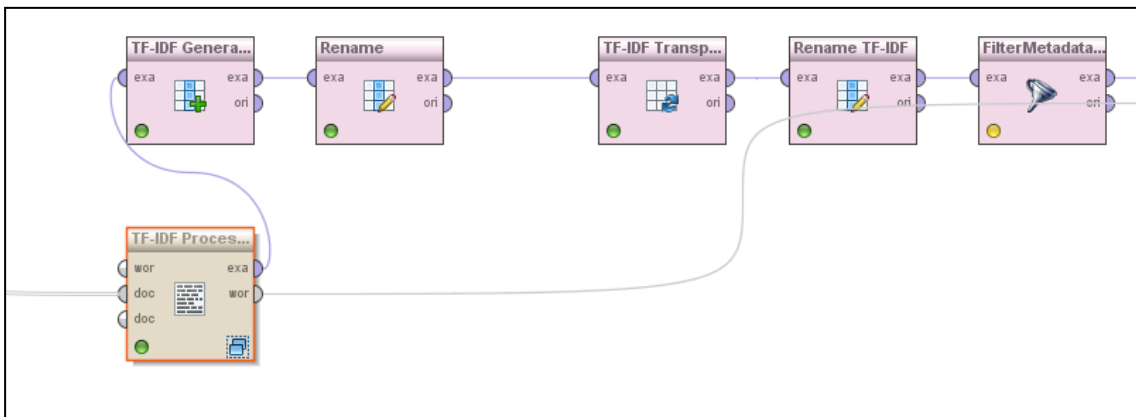 TF-IDF Genera...
exa exa
ori
Rename
exa exa
ori
TF-IDF Transp...
exa exa
ori
Rename TF-IDF
exa exa
ori
FilterMetadata...
exa exa
ori
TF-IDF Proces...
wor exa
doc wor
doc